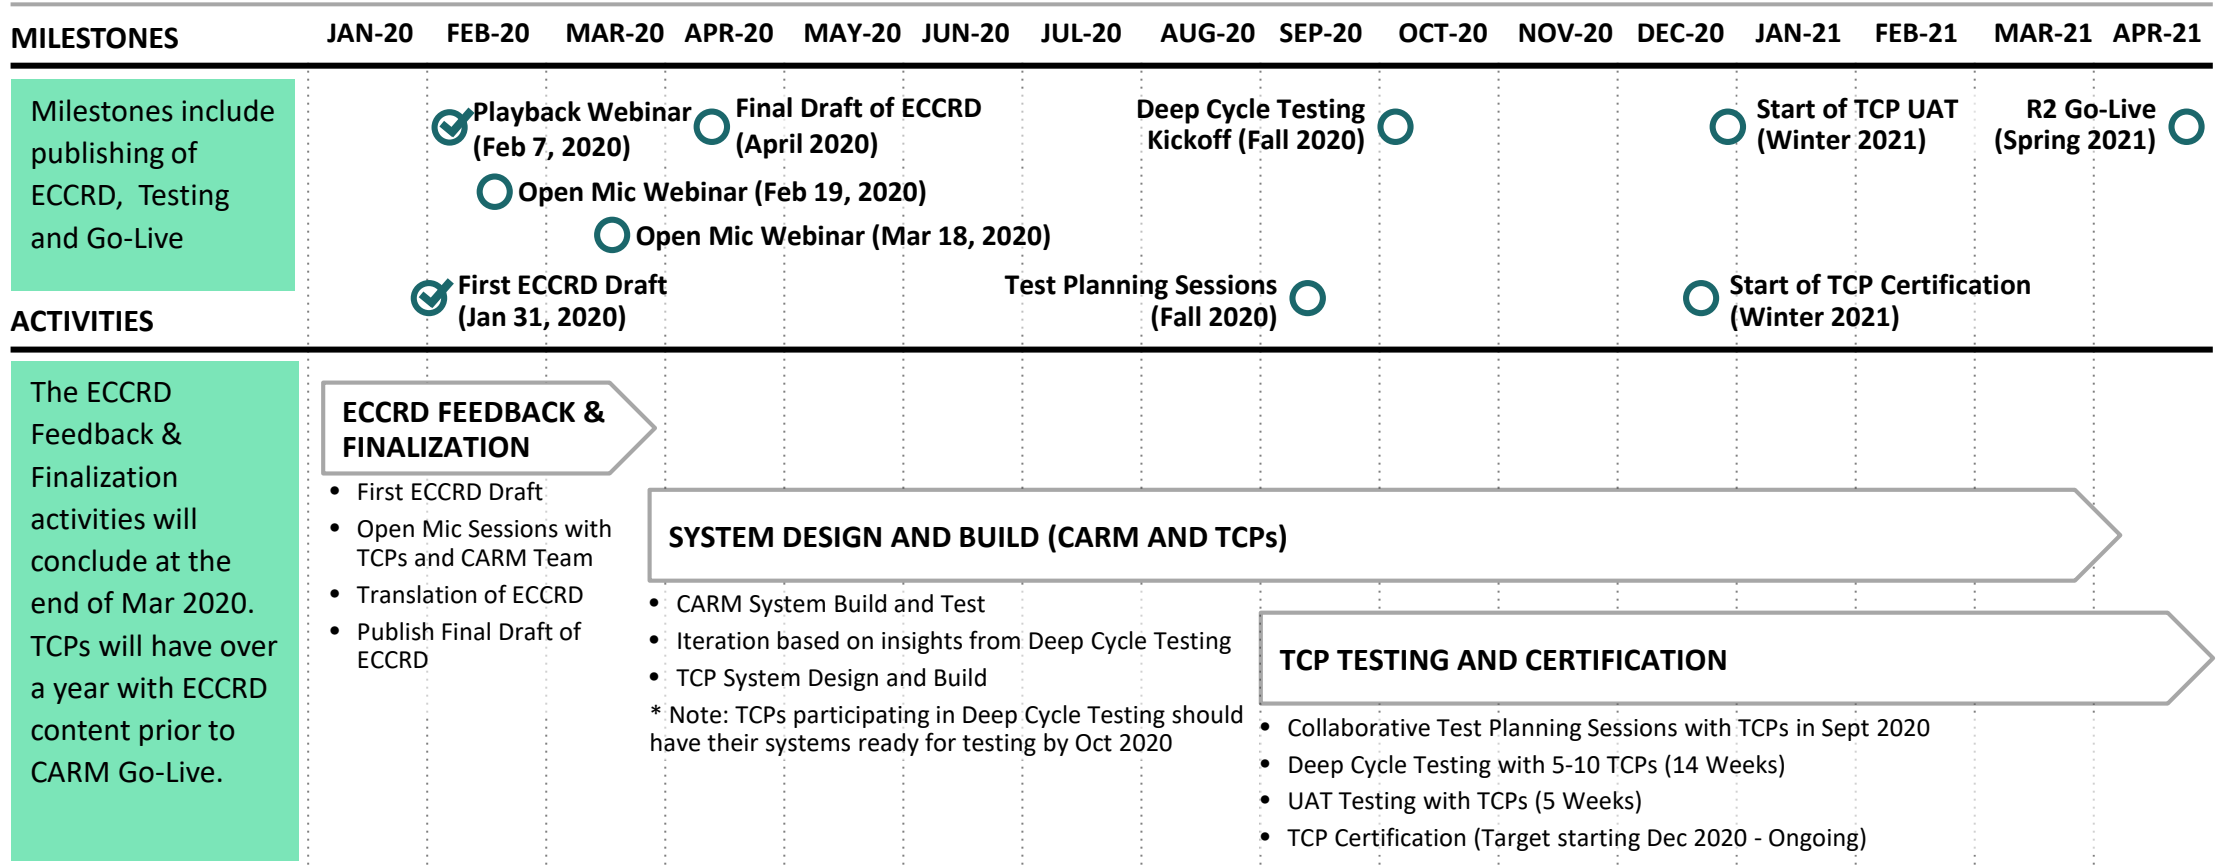 MILESTONES
JAN-20 FEB-20 MAR-20 APR-20 MAY-20 JUN-20 JUL-20 AUG-20 SEP-20 OCT-20 NOV-20 DEC-20 JAN-21 FEB-21 MAR-21 APR-21
Milestones include
publishing of
ECCRD, Testing
and Go-Live
Playback Webinar
(Feb 7, 2020)
Final Draft of ECCRD
(April 2020)
Deep Cycle Testing
Kickoff (Fall 2020)
Start of TCP UAT
(Winter 2021)
R2 Go-Live
(Spring 2021)
Open Mic Webinar (Feb 19, 2020)
Open Mic Webinar (Mar 18, 2020)
First ECCRD Draft
(Jan 31, 2020)
Test Planning Sessions
(Fall 2020)
Start of TCP Certification
(Winter 2021)
ACTIVITIES
The ECCRD
Feedback &
Finalization
activities will
conclude at the
end of Mar 2020.
TCPs will have over
a year with ECCRD
content prior to
CARM Go-Live.
ECCRD FEEDBACK &
FINALIZATION
• First ECCRD Draft
• Open Mic Sessions with
TCPs and CARM Team
• Translation of ECCRD
• Publish Final Draft of
ECCRD
SYSTEM DESIGN AND BUILD (CARM AND TCPs)
• CARM System Build and Test
• Iteration based on insights from Deep Cycle Testing
• TCP System Design and Build
* Note: TCPs participating in Deep Cycle Testing should
have their systems ready for testing by Oct 2020
TCP TESTING AND CERTIFICATION
• Collaborative Test Planning Sessions with TCPs in Sept 2020
• Deep Cycle Testing with 5-10 TCPs (14 Weeks)
• UAT Testing with TCPs (5 Weeks)
• TCP Certification (Target starting Dec 2020 - Ongoing)